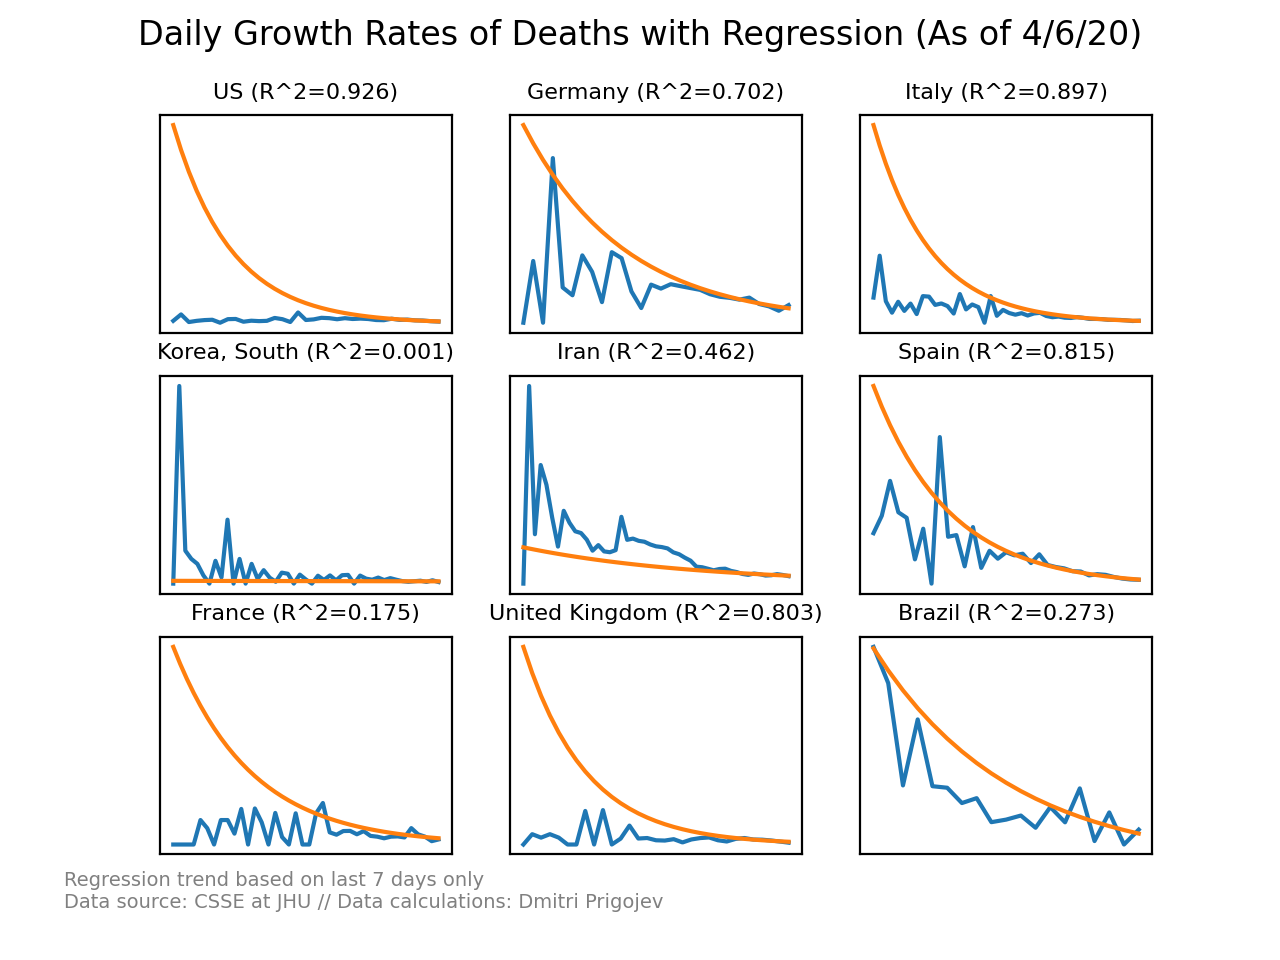 Daily Growth Rates of Deaths with Regression (As of 4/6/20)
US (R^2=0.926)
Germany (R^2=0.702)
Italy (R^2=0.897)
Korea, South (R^2=0.001)
Iran (R^2=0.462)
Spain (R^2=0.815)
France (R^2=0.175)
United Kingdom (R^2=0.803)
Brazil (R^2=0.273)
Regression trend based on last 7 days only
Data source: CSSE at JHU // Data calculations: Dmitri Prigojev